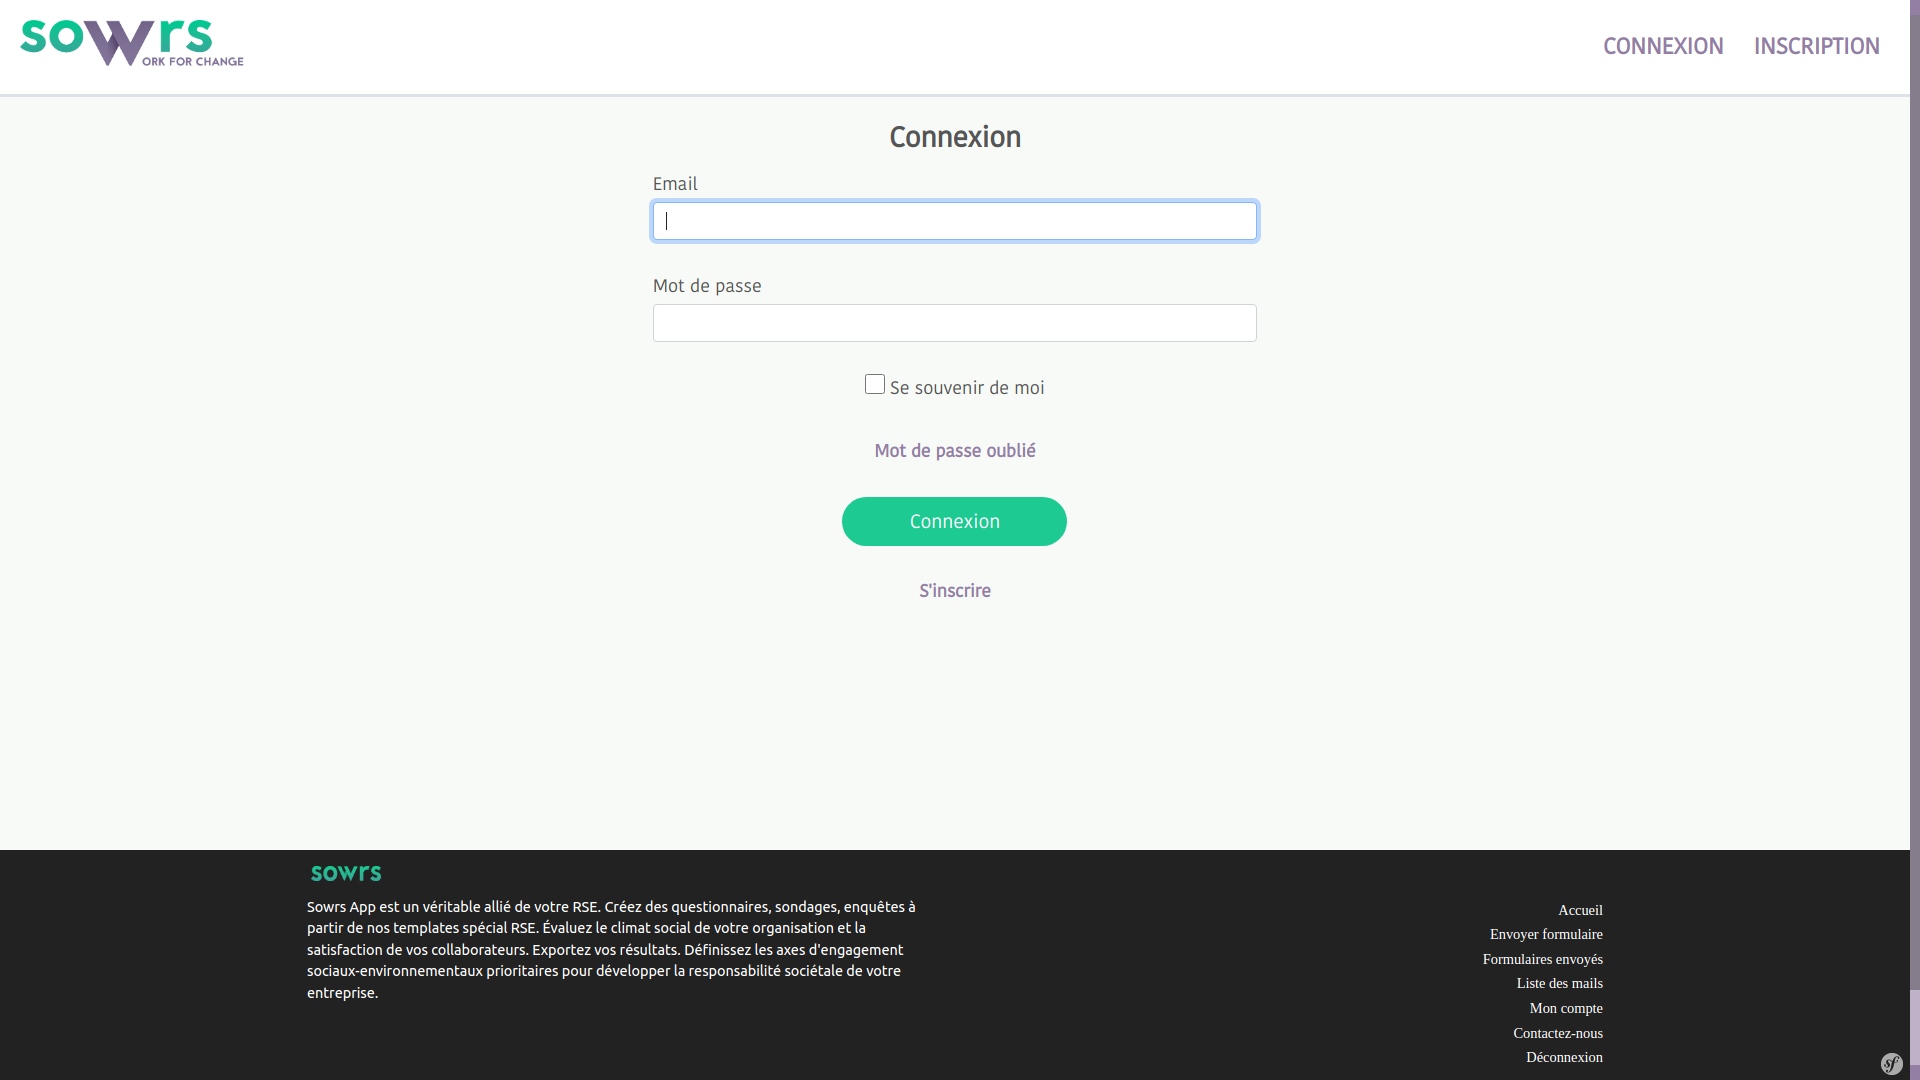 sowrs
ORK FOR CHANGE
CONNEXION INSCRIPTION
Connexion
Email
Mot de passe
Se souvenir de moi
Mot de passe oublié
Connexion
S'inscrire
sowrs
Sowrs App est un véritable allié de votre RSE. Créez des questionnaires, sondages, enquêtes à
partir de nos templates spécial RSE. Évaluez le climat social de votre organisation et la
satisfaction de vos collaborateurs. Exportez vos résultats. Définissez les axes d'engagement
sociaux-environnementaux prioritaires pour développer la responsabilité sociétale de votre
entreprise.
Accueil
Envoyer formulaire
Formulaires envoyés
Liste des mails
Mon compte
Contactez-nous
Déconnexion
sf